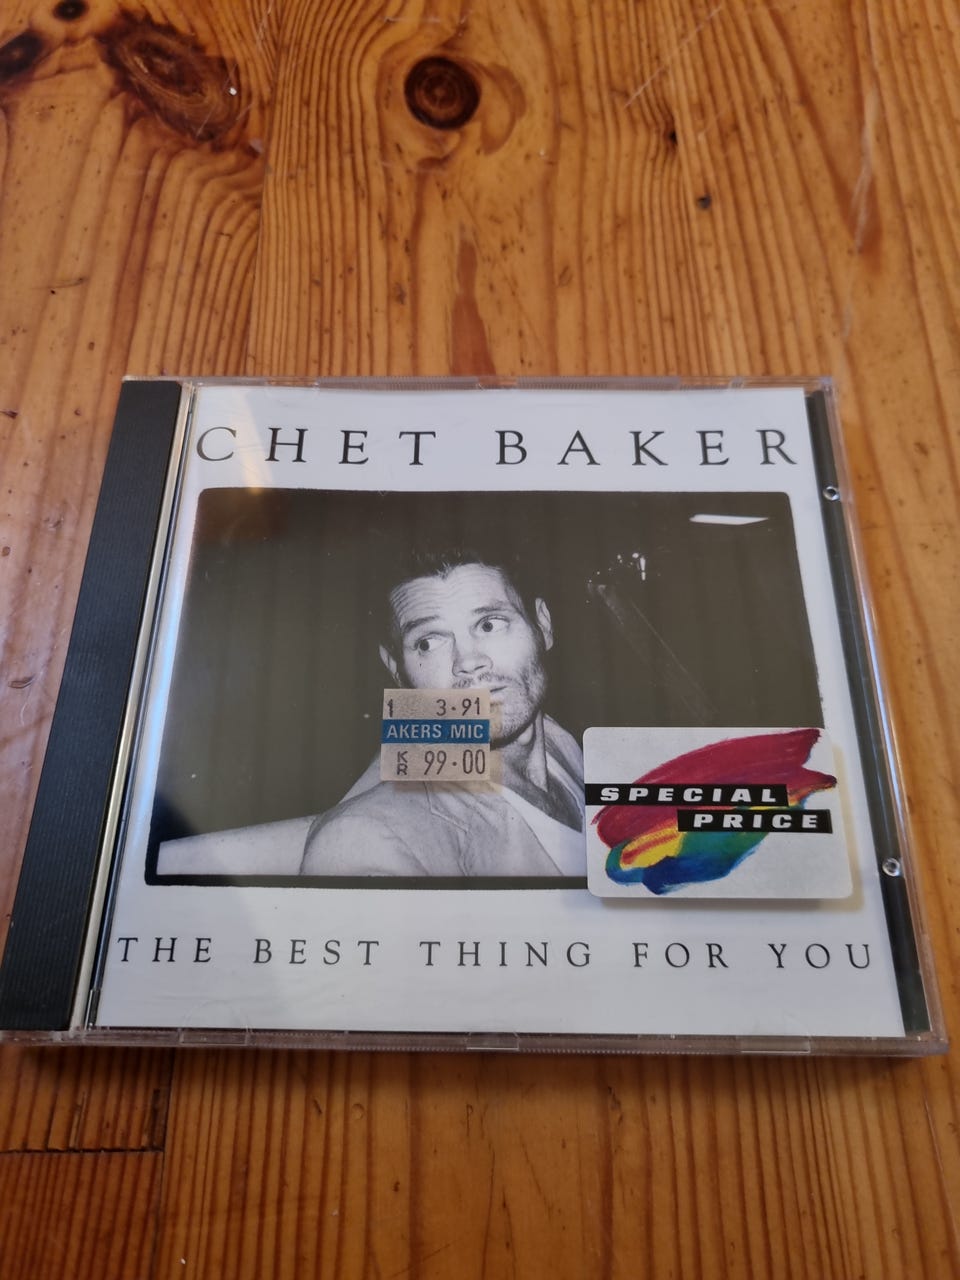 CHET BAKER
1 3·91
AKERS MIC
KR 99·00
SPECIAL
PRICE
THE BEST THING FOR YOU